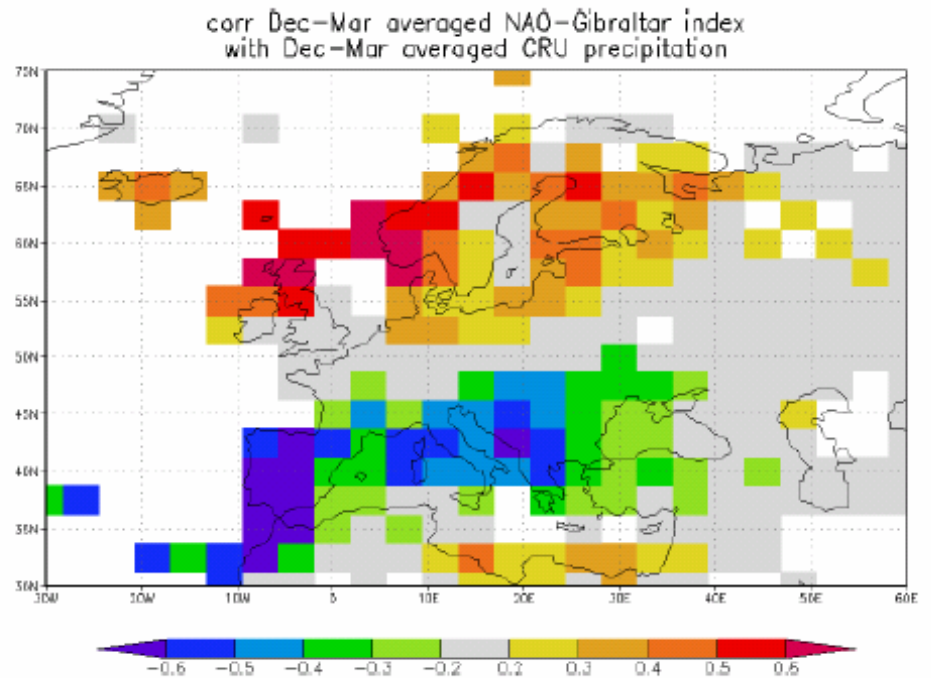 corr Dec-Mar averaged NAO-Gibraltar index
with Dec-Mar averaged CRU precipitation
75N
70N
65N
60N
55N
50N
45N
40N
35N
30N
30W 20W 10W 0 10E 20E 30E 40E 50E 60E
-0.6 -0.5 -0.4 -0.3 -0.2 0.2 0.3 0.4 0.5 0.6